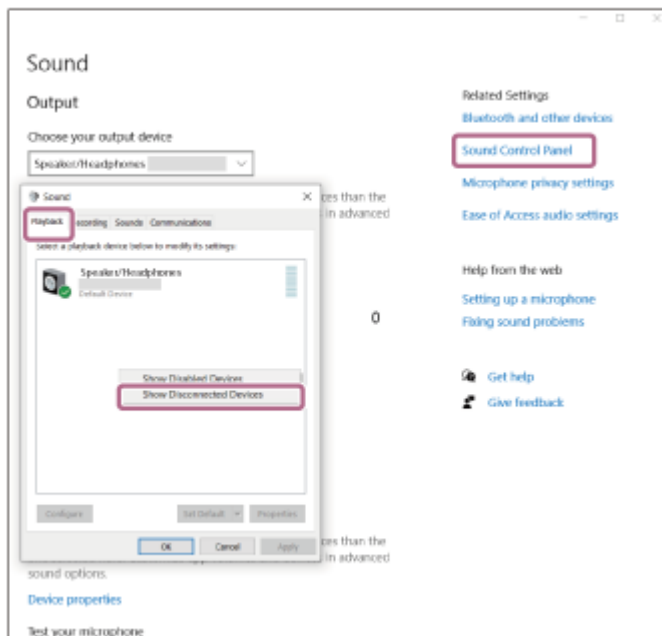 Sound
Output
Choose your output device
Speaker/Headphones
Sound
Playback
Recording
Sounds
Communications
Select a playback device below to modify its settings:
Speaker/Headphones
Default Device
Show Disabled Devices
Show Disconnected Devices
Configure
Set Default
Properties
OK
Cancel
Apply
ces than the
in advanced
0
ces than the
in advanced
sound options.
Device properties
Test your microphone
Related Settings
Bluetooth and other devices
Sound Control Panel
Microphone privacy settings
Ease of Access audio settings
Help from the web
Setting up a microphone
Fixing sound problems
Get help
Give feedback